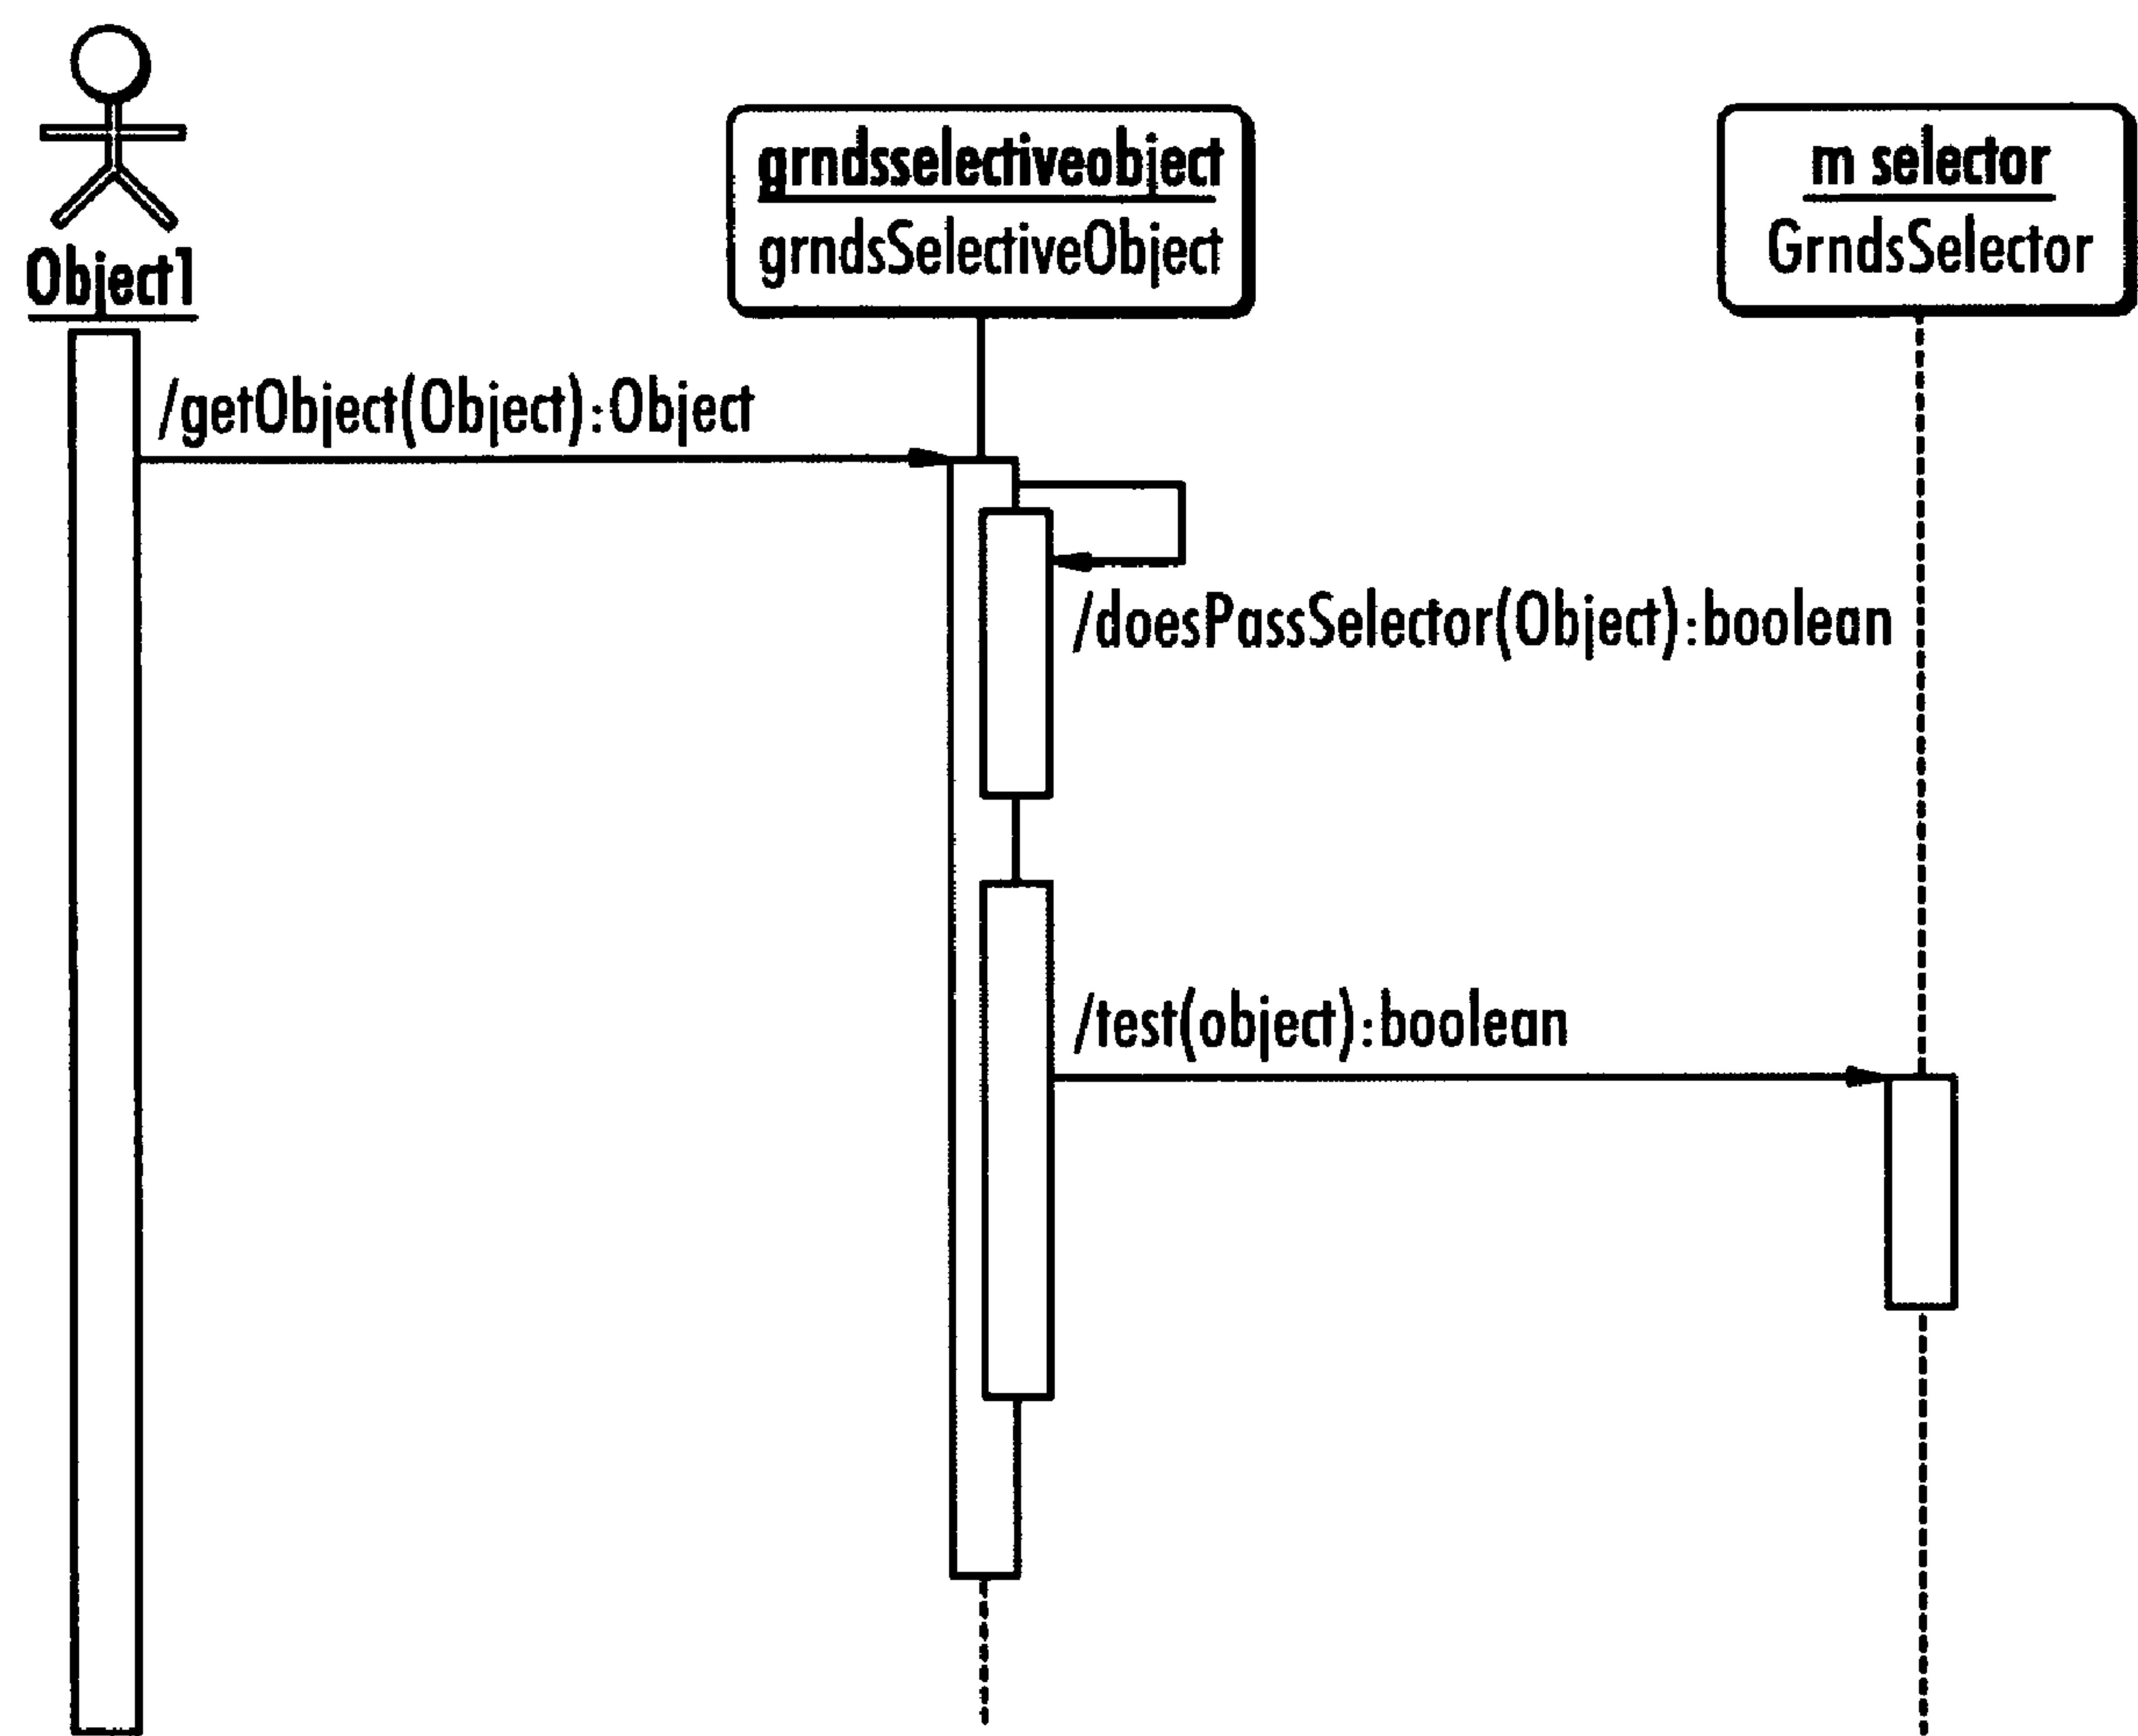 Object1
grndsselectiveobject
grndsSelectiveObject
m selector
GrndsSelector
/getObject(Object):Object
/doesPassSelector(Object):boolean
/test(object):boolean